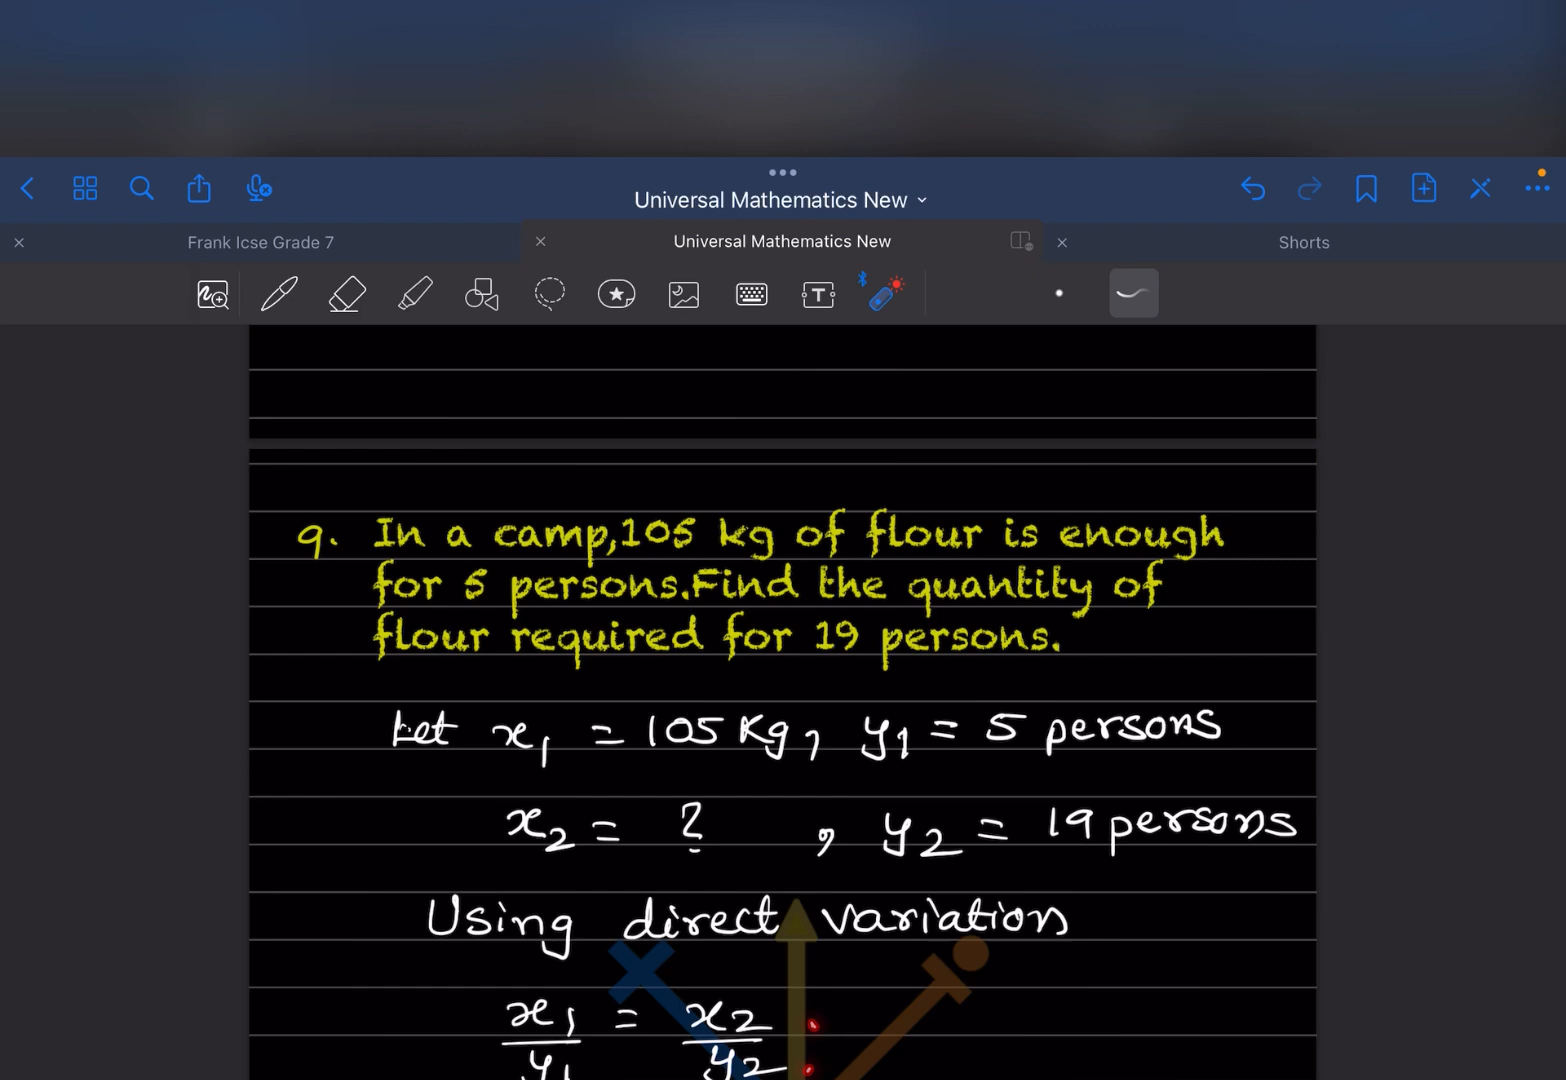 Universal Mathematics New
Frank Icse Grade 7
Universal Mathematics New
Shorts
9. In a camp,105 kg of flour is enough
for 5 persons.Find the quantity of
flour required for 19 persons.
Let x₁ = 105 Kg, y₁ = 5 persons
x₂ = ? , y₂ = 19 persons
Using direct variation
x₁/y₁ = x₂/y₂